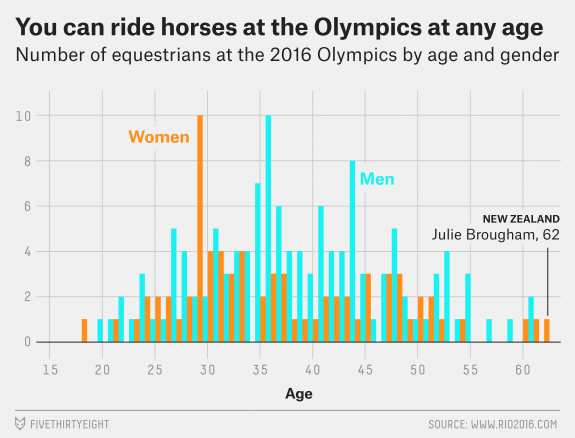 You can ride horses at the Olympics at any age
Number of equestrians at the 2016 Olympics by age and gender
10
Women
8
Men
6
NEW ZEALAND
Julie Brougham, 62
4
2
0
15 20 25 30 35 40 45 50 55 60
Age
FIVETHIRTYEIGHT SOURCE: WWW.RIO2016.COM